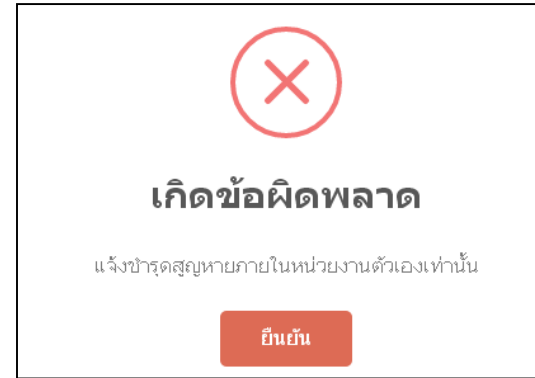 เกิดข้อผิดพลาด
แจ้งชำรุดสูญหายภายในหน่วยงานตัวเองเท่านั้น
ยืนยัน